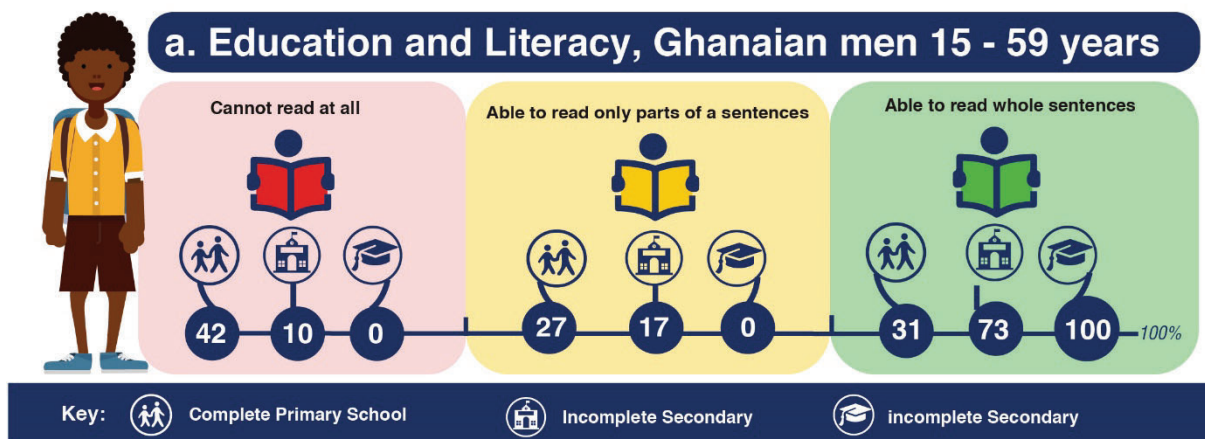 a. Education and Literacy, Ghanaian men 15 - 59 years
Cannot read at all
Able to read only parts of a sentences
Able to read whole sentences
42 10 0 27 17 0 31 73 100 100%
Key: Complete Primary School Incomplete Secondary incomplete Secondary